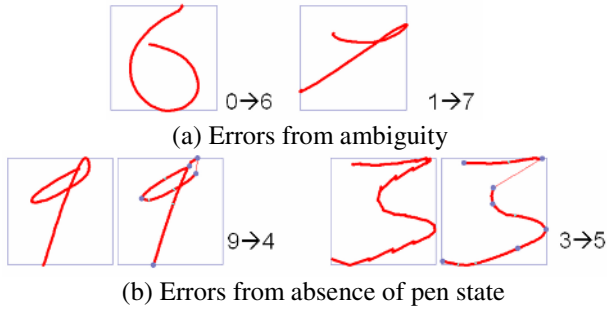 0→6 1→7
(a) Errors from ambiguity
9→4 3→5
(b) Errors from absence of pen state